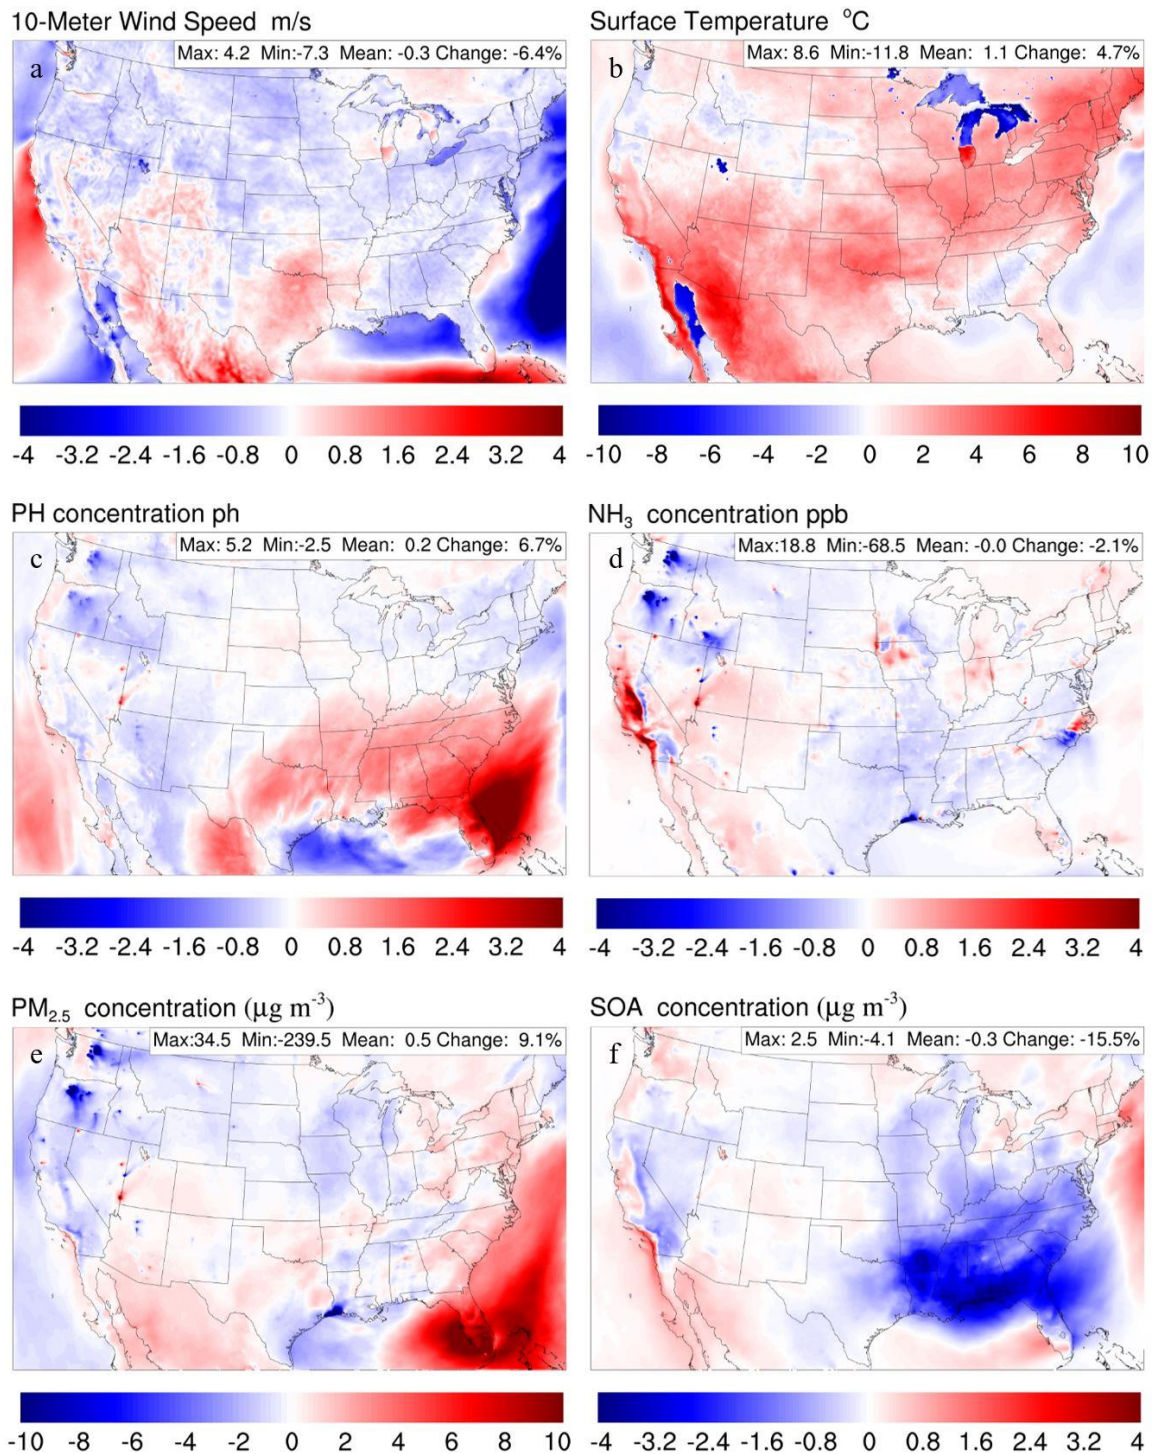 10-Meter Wind Speed m/s
Surface Temperature °C
a
Max: 4.2 Min:-7.3 Mean: -0.3 Change: -6.4%
b
Max: 8.6 Min:-11.8 Mean: 1.1 Change: 4.7%
-4 -3.2 -2.4 -1.6 -0.8 0 0.8 1.6 2.4 3.2 4
-10 -8 -6 -4 -2 0 2 4 6 8 10
PH concentration ph
NH3 concentration ppb
c
Max: 5.2 Min:-2.5 Mean: 0.2 Change: 6.7%
d
Max:18.8 Min:-68.5 Mean: -0.0 Change: -2.1%
-4 -3.2 -2.4 -1.6 -0.8 0 0.8 1.6 2.4 3.2 4
-4 -3.2 -2.4 -1.6 -0.8 0 0.8 1.6 2.4 3.2 4
PM2.5 concentration (µg m-3)
SOA concentration (µg m-3)
e
Max:34.5 Min:-239.5 Mean: 0.5 Change: 9.1%
f
Max: 2.5 Min:-4.1 Mean: -0.3 Change: -15.5%
-10 -8 -6 -4 -2 0 2 4 6 8 10
-4 -3.2 -2.4 -1.6 -0.8 0 0.8 1.6 2.4 3.2 4